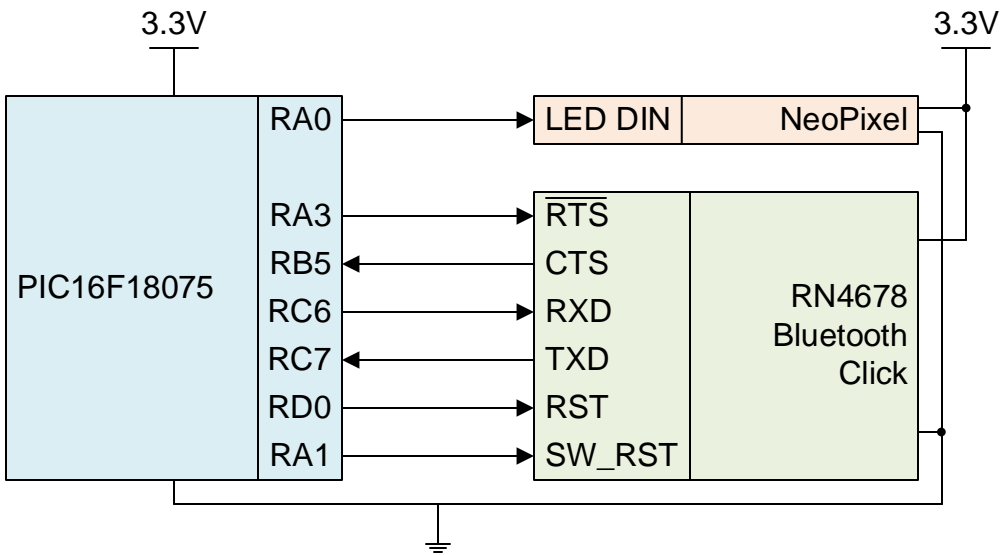 3.3V
3.3V
RA0
LED DIN
NeoPixel
RA3
RTS
RB5
CTS
PIC16F18075
RC6
RXD
RN4678
Bluetooth
Click
RC7
TXD
RD0
RST
RA1
SW_RST